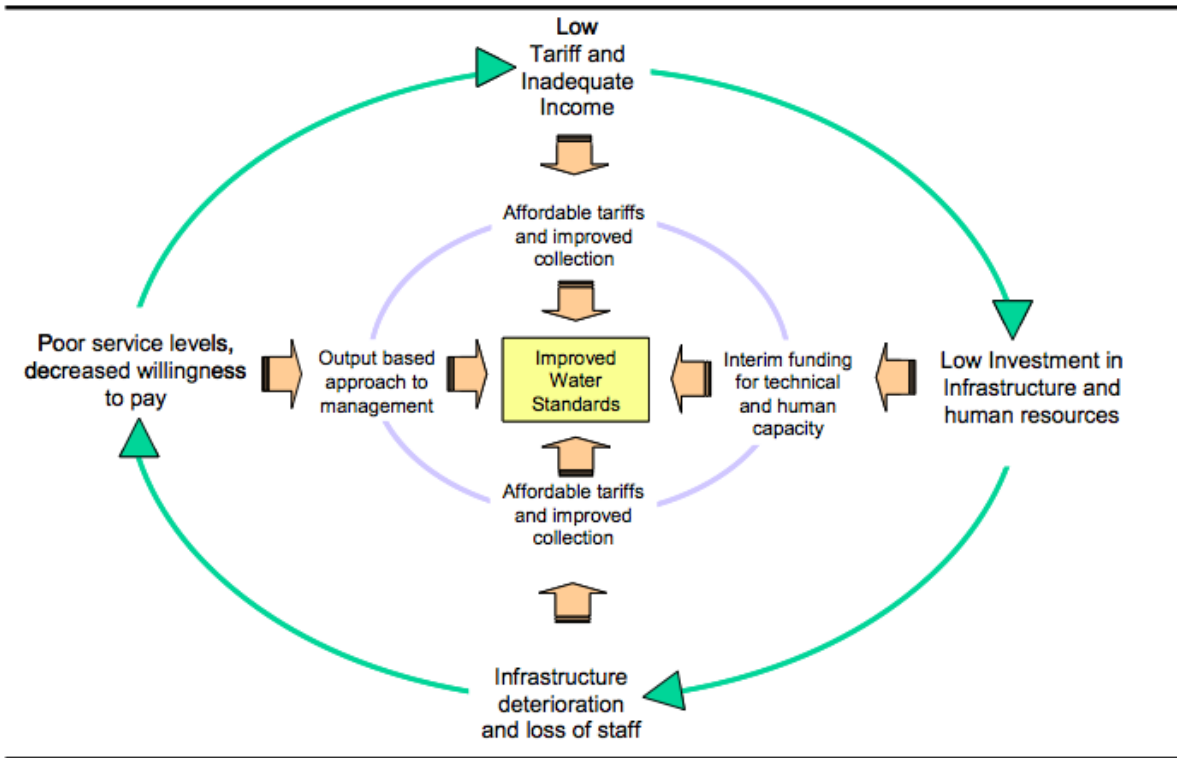 Low
Tariff and
Inadequate
Income
Affordable tariffs
and improved
collection
Poor service levels,
decreased willingness
to pay
Output based
approach to
management
Improved
Water
Standards
Interim funding
for technical
and human
capacity
Low Investment in
Infrastructure and
human resources
Affordable tariffs
and improved
collection
Infrastructure
deterioration
and loss of staff